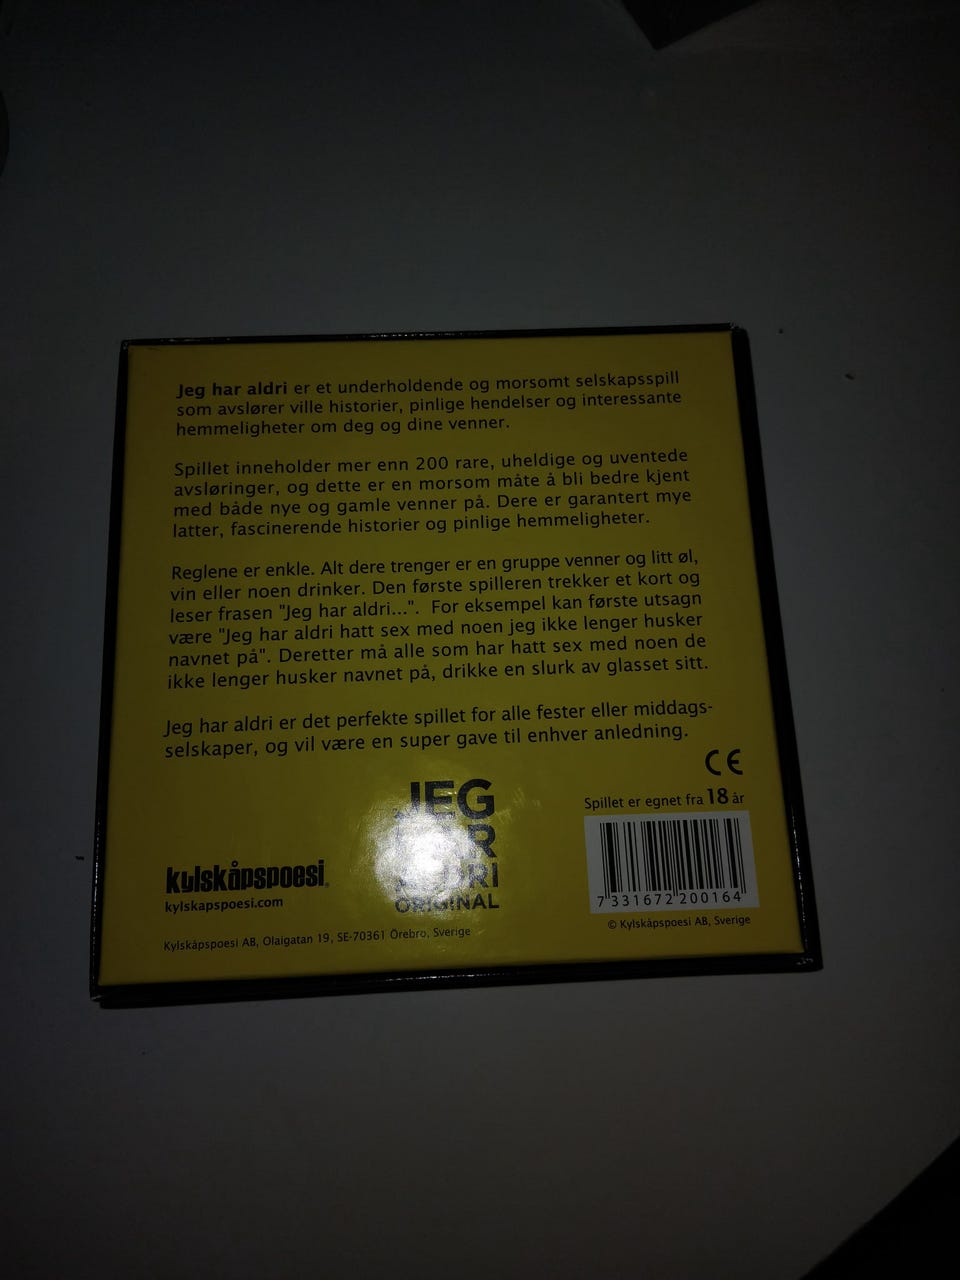 Jeg har aldri er et underholdende og morsomt selskapsspill
som avslører ville historier, pinlige hendelser og interessante
hemmeligheter om deg og dine venner.
Spillet inneholder mer enn 200 rare, uheldige og uventede
avsløringer, og dette er en morsom måte å bli bedre kjent
med både nye og gamle venner på. Dere er garantert mye
latter, fascinerende historier og pinlige hemmeligheter.
Reglene er enkle. Alt dere trenger er en gruppe venner og litt øl,
vin eller noen drinker. Den første spilleren trekker et kort og
leser frasen "Jeg har aldri...". For eksempel kan første utsagn
være "Jeg har aldri hatt sex med noen jeg ikke lenger husker
navnet på". Deretter må alle som har hatt sex med noen de
ikke lenger husker navnet på, drikke en slurk av glasset sitt.
Jeg har aldri er det perfekte spillet for alle fester eller middags-
selskaper, og vil være en super gave til enhver anledning.
CE
Spillet er egnet fra 18 år
JEG
HAR
ALDRI
ORIGINAL
kylskåpspoesi
kylskapspoesi.com
7 331672 200164
Kylskåpspoesi AB, Olaigatan 19, SE-70361 Örebro, Sverige
© Kylskåpspoesi AB, Sverige